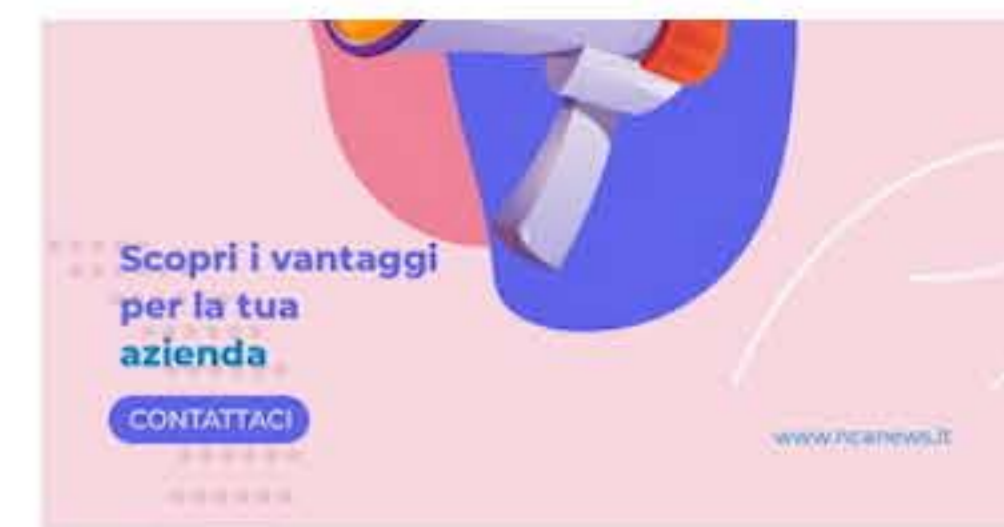 Scopri i vantaggi
per la tua
azienda
CONTATTACI
www.ncanews.it